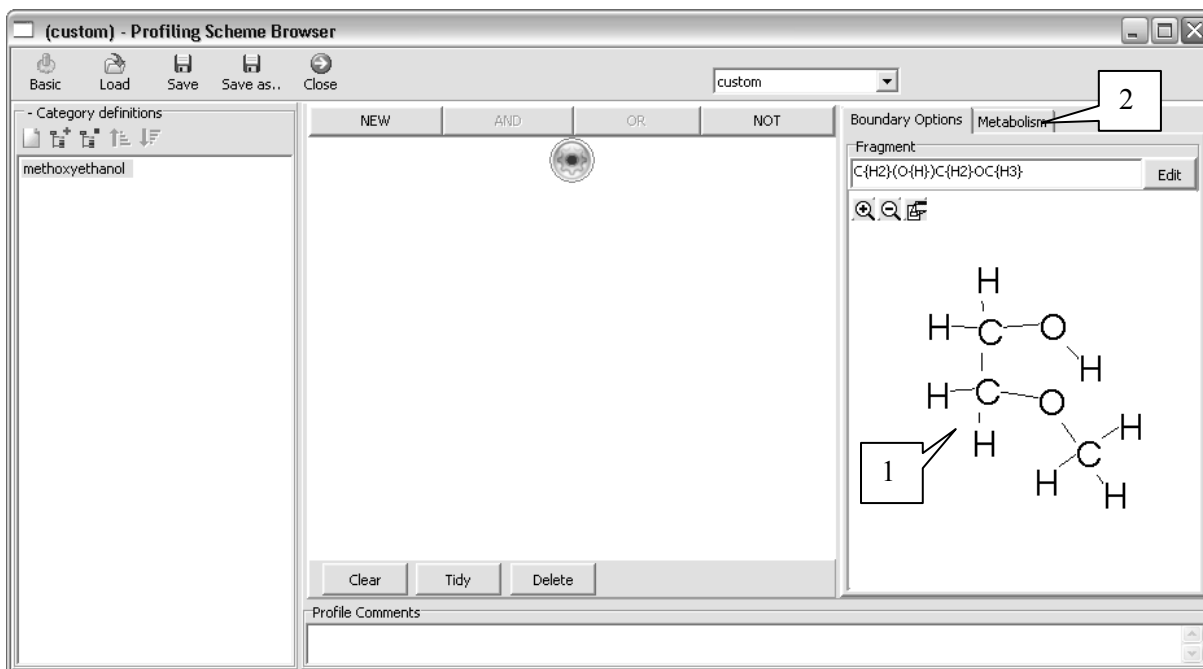 (custom) - Profiling Scheme Browser
Basic Load Save Save as.. Close
custom
- Category definitions
methoxyethanol
NEW AND OR NOT
Boundary Options Metabolism
2
Fragment
C{H2}(O{H})C{H2}OC{H3} Edit
H
H C O
H
H C O
H
H
C
H
H
1
Clear Tidy Delete
Profile Comments